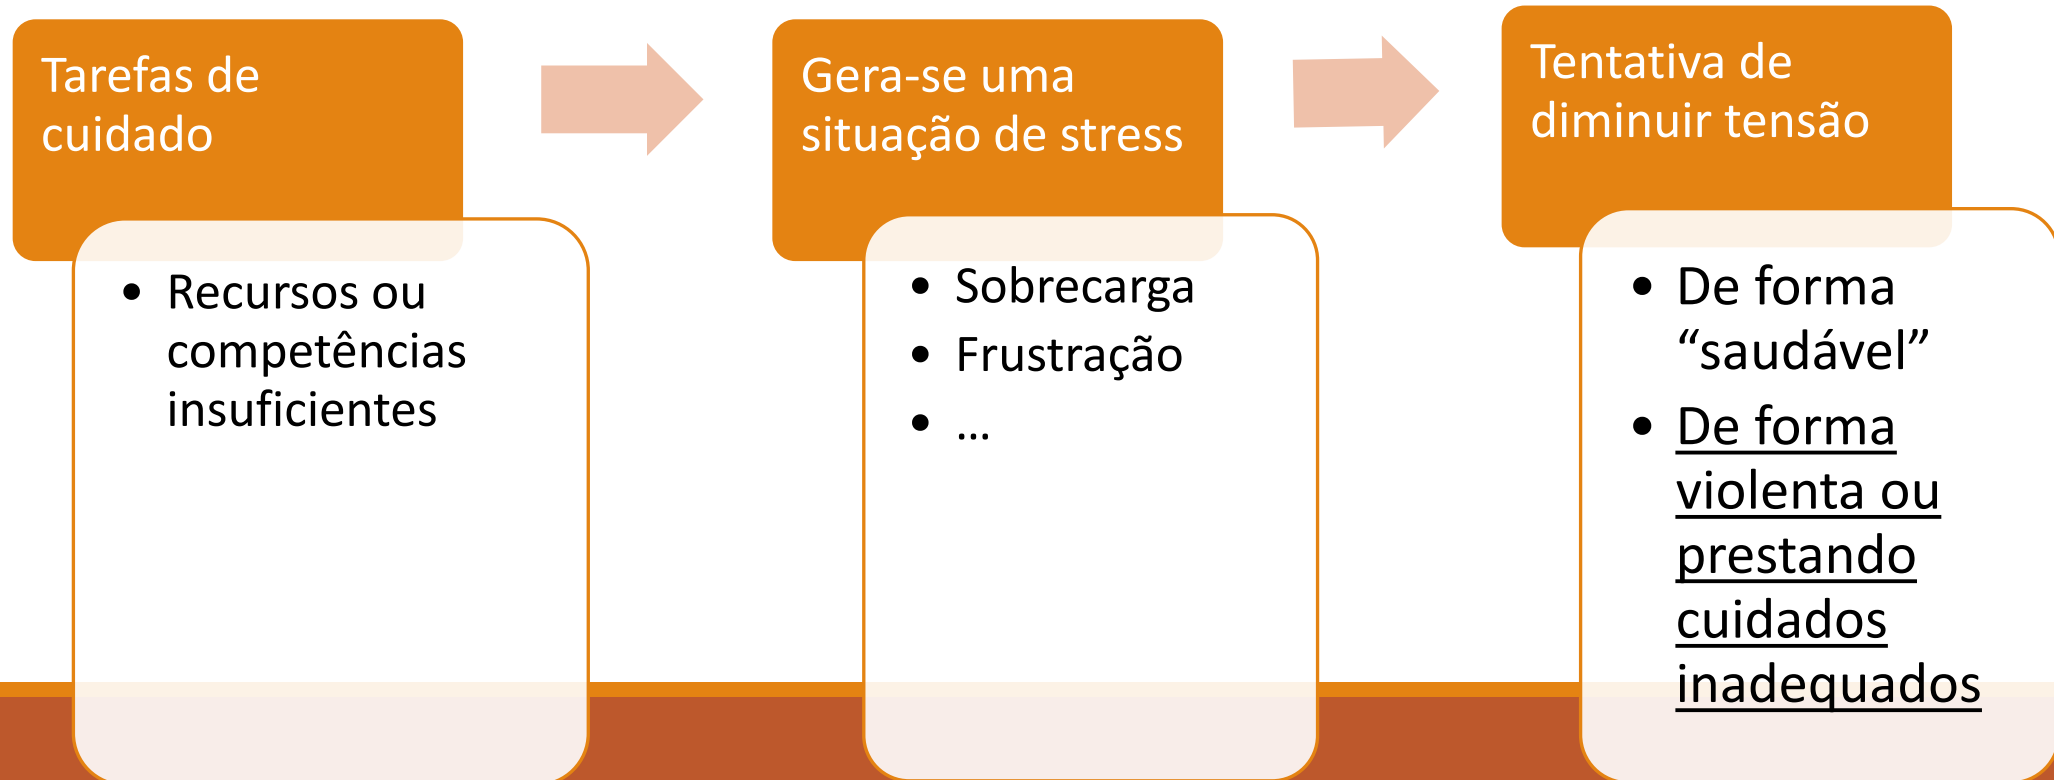 Tarefas de
cuidado
• Recursos ou
competências
insuficientes
Gera-se uma
situação de stress
• Sobrecarga
• Frustração
• ...
Tentativa de
diminuir tensão
• De forma
“saudável”
• De forma
violenta ou
prestando
cuidados
inadequados